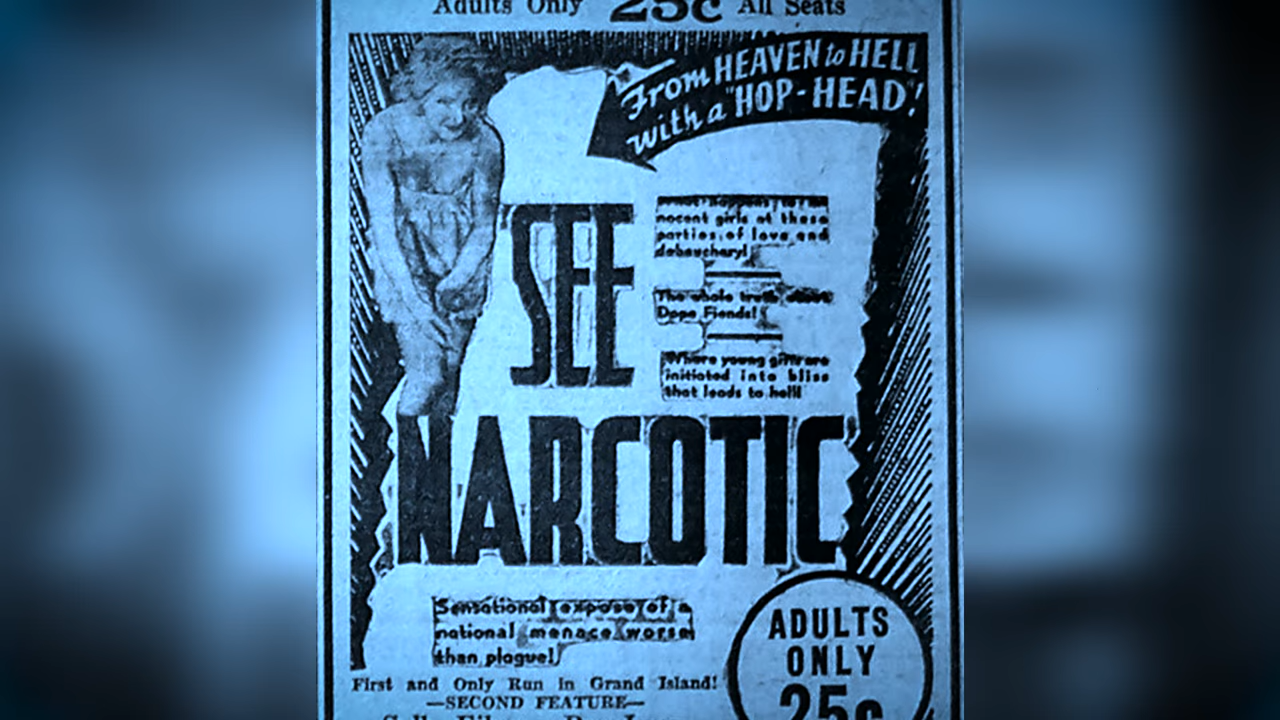 Adults Only 25c All Seats
From HEAVEN to HELL
with a "HOP-HEAD"!
SEE
nocent girls at these
parties of love and
debauchery!
The whole truth about
Dope Fiends!
Where young girls are
initiated into bliss
that leads to hell!
NARCOTIC
Sensational expose of a
national menace worse
than plague!
First and Only Run in Grand Island!
—SECOND FEATURE—
ADULTS
ONLY
25c